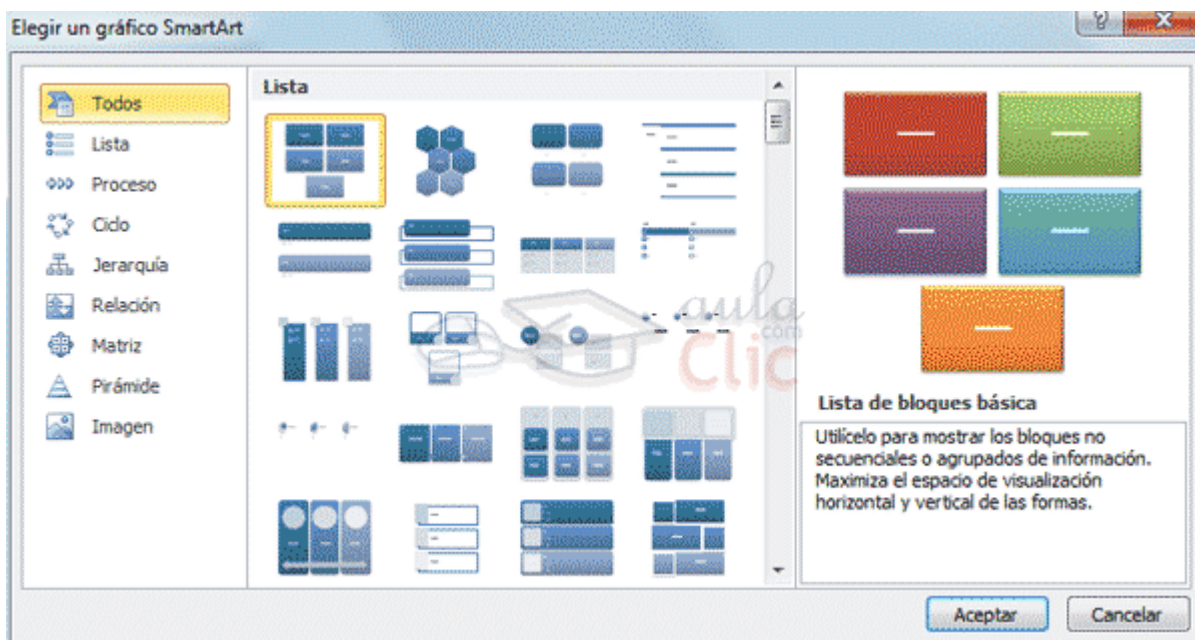 Elegir un gráfico SmartArt
Todos
Lista
Proceso
Ciclo
Jerarquía
Relación
Matriz
Pirámide
Imagen
Lista
aula
.com
Clic
Lista de bloques básica
Utilícelo para mostrar los bloques no
secuenciales o agrupados de información.
Maximiza el espacio de visualización
horizontal y vertical de las formas.
Aceptar
Cancelar